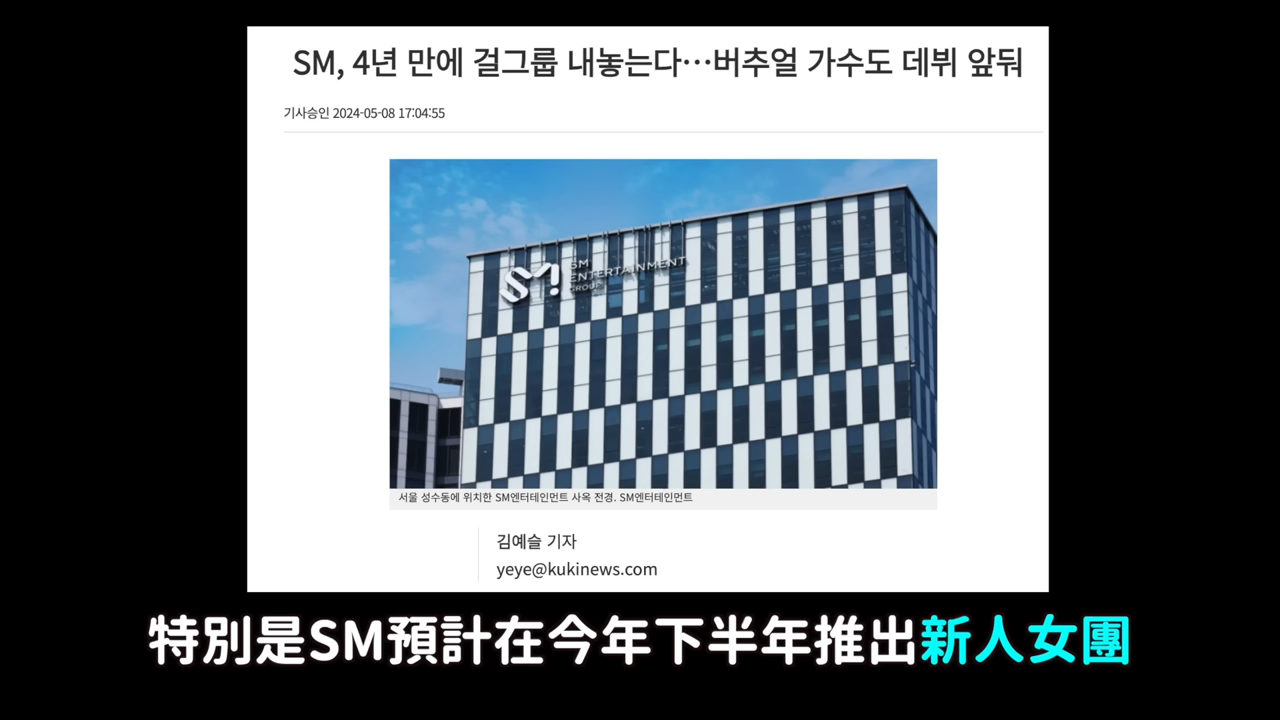 SM, 4년 만에 걸그룹 내놓는다…버추얼 가수도 데뷔 앞둬
기사승인 2024-05-08 17:04:55
SM
ENTERTAINMENT
GROUP
서울 성수동에 위치한 SM엔터테인먼트 사옥 전경. SM엔터테인먼트
김예슬 기자
yeye@kukinews.com
特別是SM預計在今年下半年推出新人女團